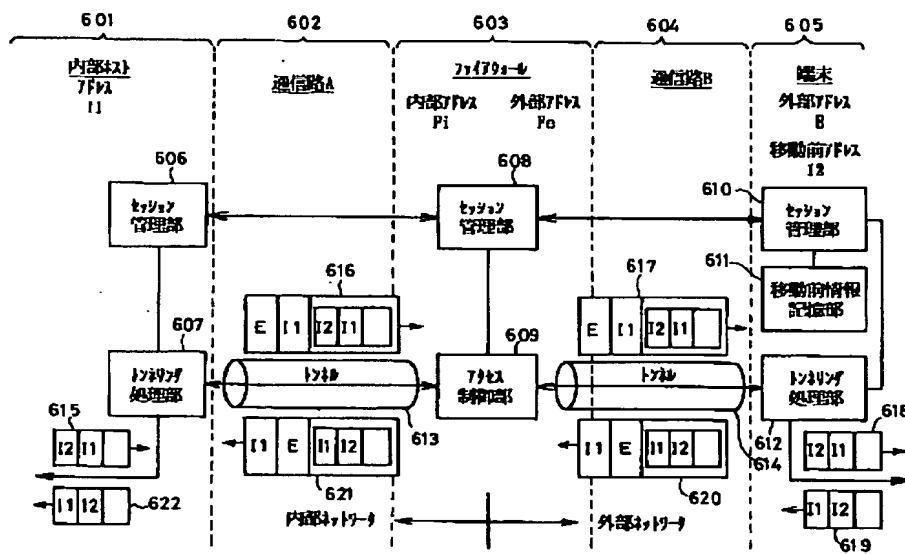 601
602
603
604
605
内部ホスト
アドレス
I1
通信路A
ファイアウォール
内部アドレス
Pi
外部アドレス
Po
通信路B
端末
外部アドレス
E
移動前アドレス
I2
606
セッション
管理部
608
セッション
管理部
610
セッション
管理部
611
移動前情報
記憶部
616
E I1 I2 I1
617
E I1 I2 I1
607
トンネリング
処理部
トンネル
613
609
アクセス
制御部
トンネル
614
トンネリング
処理部
612
615
I2 I1
I1 I2
622
I1 E I1 I2
621
I1 E I1 I2
620
618
I2 I1
I1 I2
619
内部ネットワーク
外部ネットワーク